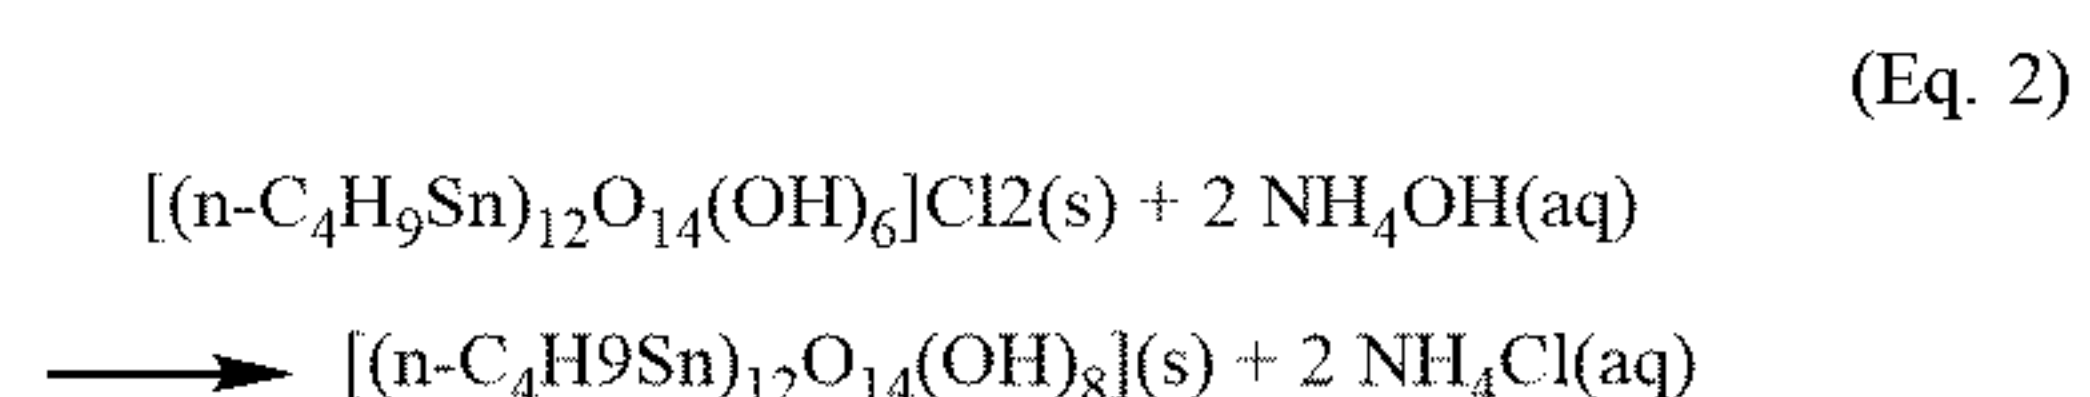 (Eq. 2)
[(n-C₄H₉Sn)₁₂O₁₄(OH)₆]Cl2(s) + 2 NH₄OH(aq)
⟶ [(n-C₄H9Sn)₁₂O₁₄(OH)₈](s) + 2 NH₄Cl(aq)